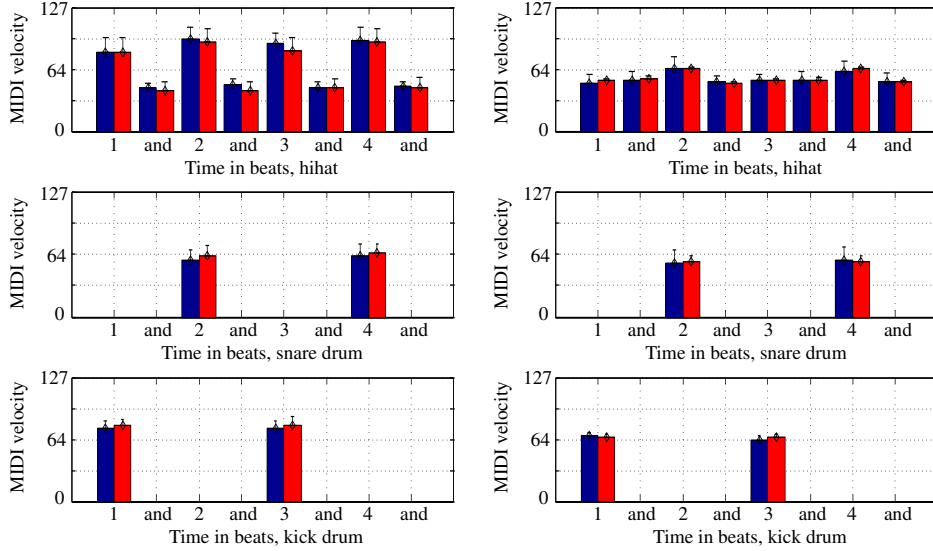 127
64
0
MIDI velocity
1 and 2 and 3 and 4 and
Time in beats, hihat
127
64
0
MIDI velocity
1 and 2 and 3 and 4 and
Time in beats, hihat
127
64
0
MIDI velocity
1 and 2 and 3 and 4 and
Time in beats, snare drum
127
64
0
MIDI velocity
1 and 2 and 3 and 4 and
Time in beats, snare drum
127
64
0
MIDI velocity
1 and 2 and 3 and 4 and
Time in beats, kick drum
127
64
0
MIDI velocity
1 and 2 and 3 and 4 and
Time in beats, kick drum